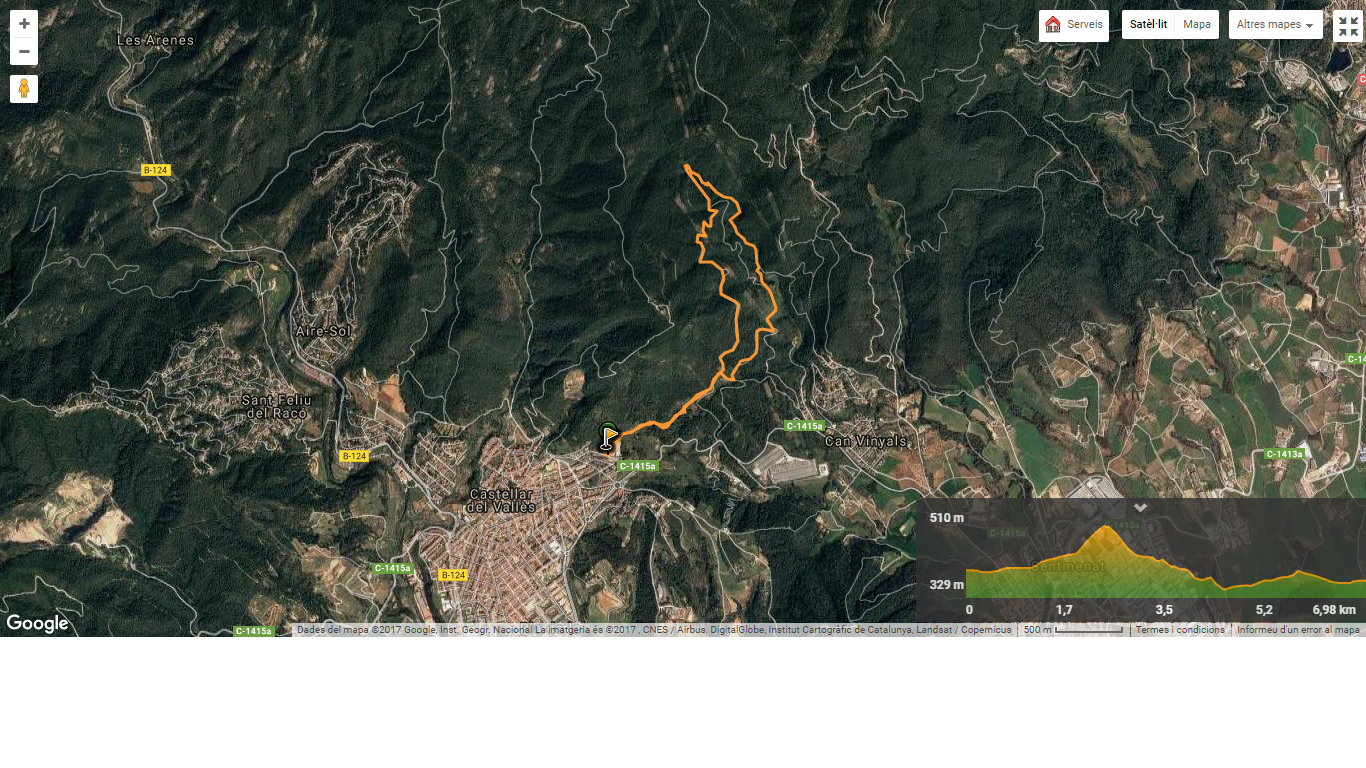 +
Les Arenes
Serveis
Satèl·lit
Mapa
Altres mapes
−
B-124
C-14
Aire-Sol
Sant Feliu
del Racó
C-1415a
Can Vinyals
B-124
C-1413a
C-1415a
Castellar
del Vallès
510 m
C-1413a
C-1415a
Sentmenat
C-1415a
B-124
329 m
0
1,7
3,5
5,2
6,98 km
Google
C-1415a
Dades del mapa ©2017 Google, Inst. Geogr. Nacional La imatgeria és ©2017 , CNES / Airbus, DigitalGlobe, Institut Cartogràfic de Catalunya, Landsat / Copernicus
500 m
Termes i condicions
Informeu d'un error al mapa